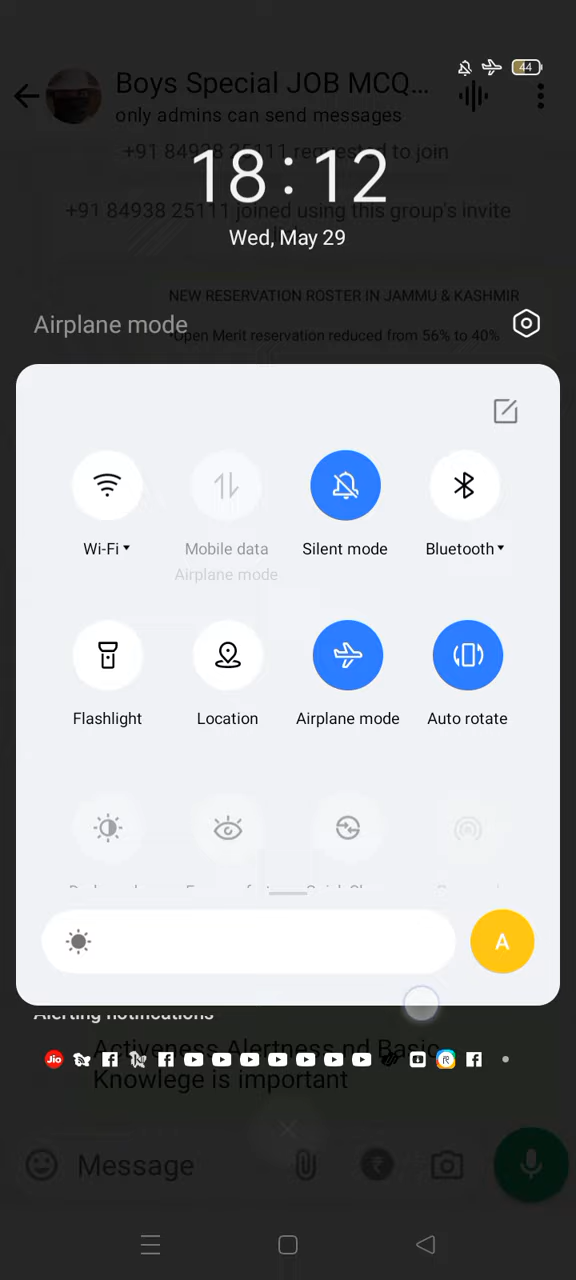 44
Boys Special JOB MCQ...
only admins can send messages
+91 84938 25111 requested to join
18:12
+91 84938 25111 joined using this group's invite
Wed, May 29
NEW RESERVATION ROSTER IN JAMMU & KASHMIR
Airplane mode
*Open Merit reservation reduced from 56% to 40%
Wi-Fi
Mobile data
Silent mode
Bluetooth
Airplane mode
Flashlight
Location
Airplane mode
Auto rotate
A
Alerting notifications
Jio
Activeness Alertness nd Basic
Knowlege is important
Message